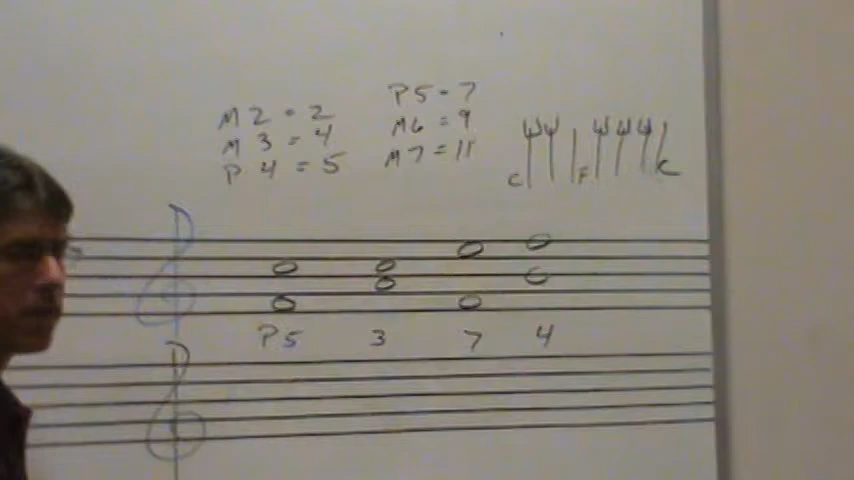 M2 = 2
M3 = 4
P4 = 5
P5 = 7
M6 = 9
M7 = 11
C F C
P5 3 7 4